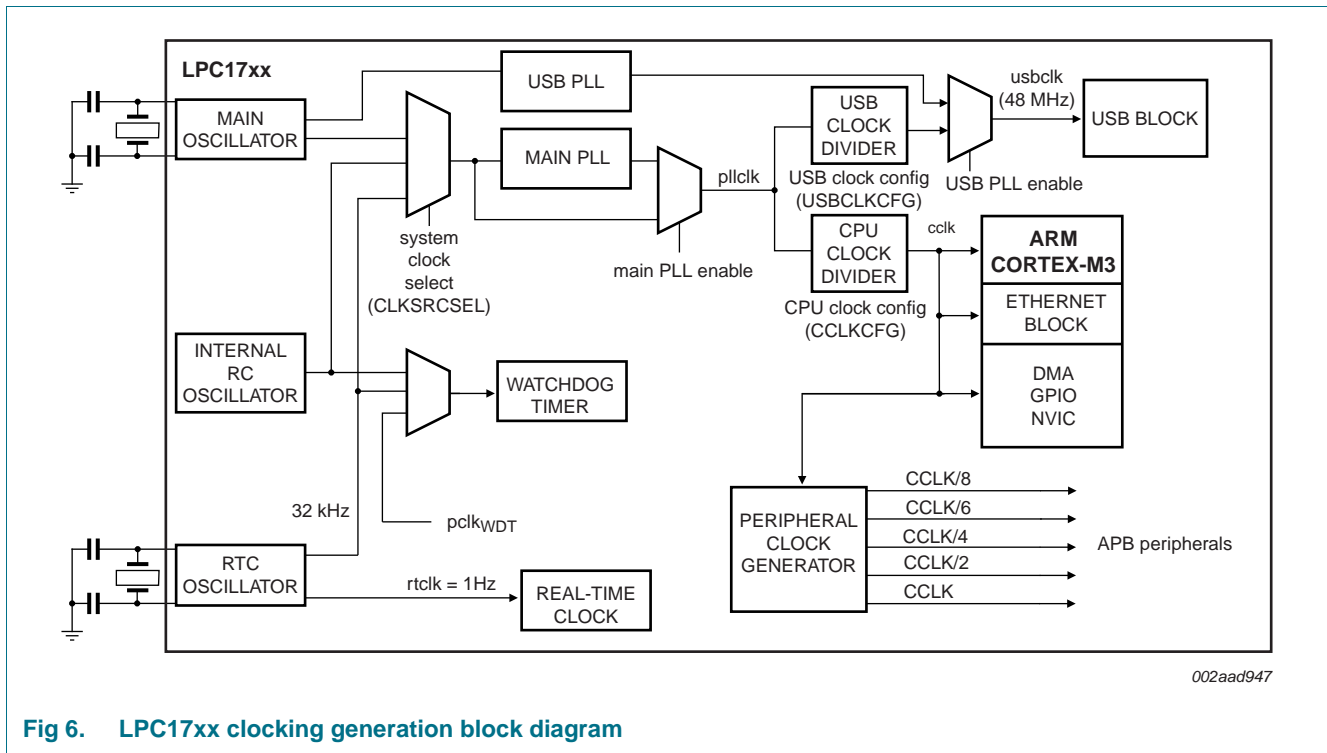 LPC17xx
MAIN
OSCILLATOR
USB PLL
MAIN PLL
system
clock
select
(CLKSRCSEL)
main PLL enable
pllclk
USB
CLOCK
DIVIDER
USB clock config
(USBCLKCFG)
usbclk
(48 MHz)
USB BLOCK
USB PLL enable
CPU
CLOCK
DIVIDER
CPU clock config
(CCLKCFG)
cclk
ARM
CORTEX-M3
ETHERNET
BLOCK
DMA
GPIO
NVIC
INTERNAL
RC
OSCILLATOR
WATCHDOG
TIMER
32 kHz
pclkWDT
RTC
OSCILLATOR
rtclk = 1Hz
REAL-TIME
CLOCK
PERIPHERAL
CLOCK
GENERATOR
CCLK/8
CCLK/6
CCLK/4
CCLK/2
CCLK
APB peripherals
002aad947
Fig 6. LPC17xx clocking generation block diagram